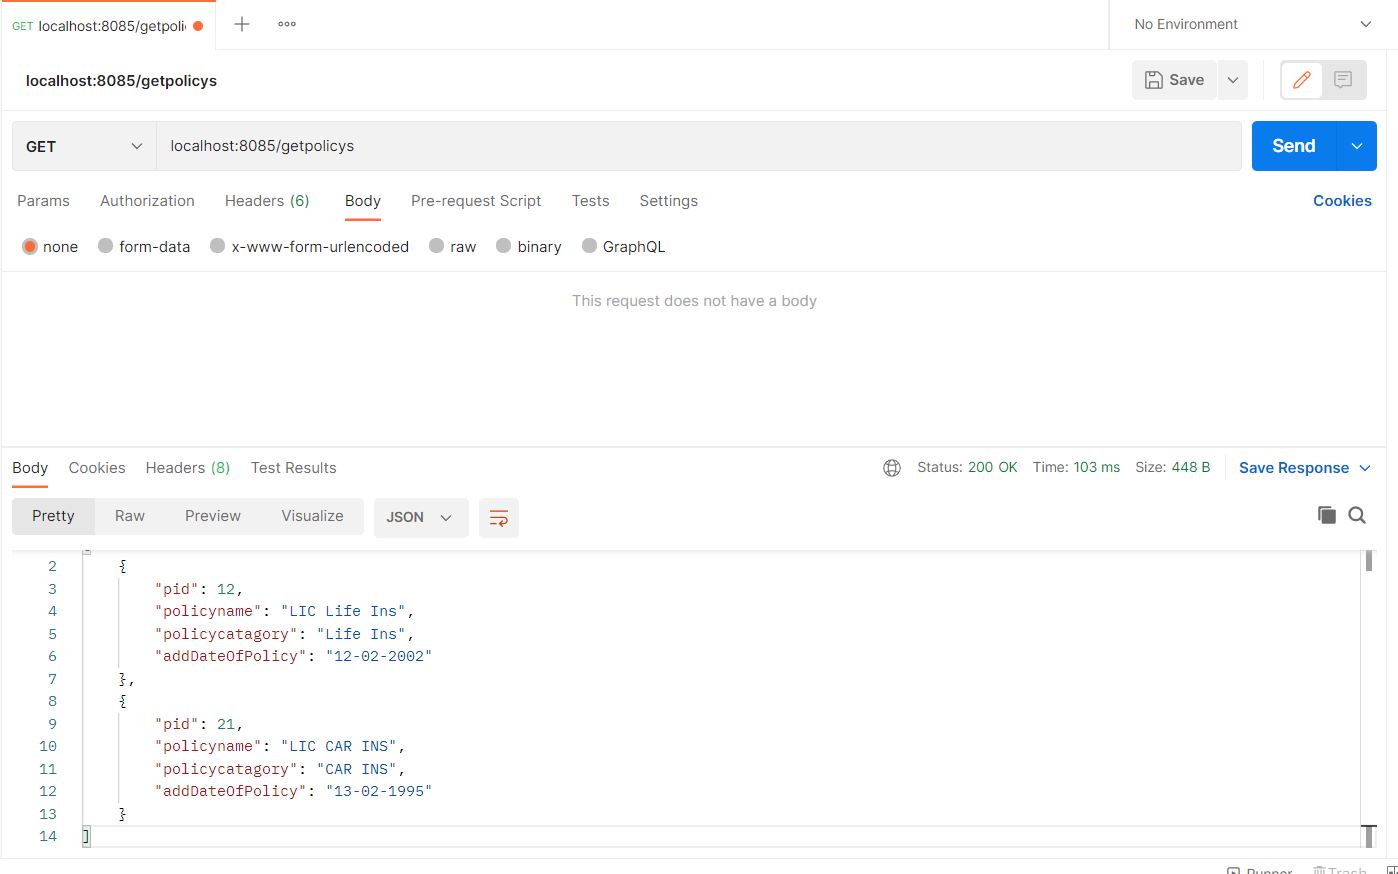 GET localhost:8085/getpoli No Environment
localhost:8085/getpolicys Save
GET localhost:8085/getpolicys Send
Params Authorization Headers (6) Body Pre-request Script Tests Settings Cookies
none form-data x-www-form-urlencoded raw binary GraphQL
This request does not have a body
Body Cookies Headers (8) Test Results Status: 200 OK Time: 103 ms Size: 448 B Save Response
Pretty Raw Preview Visualize JSON
2 {
3 "pid": 12,
4 "policyname": "LIC Life Ins",
5 "policycatagory": "Life Ins",
6 "addDateOfPolicy": "12-02-2002"
7 },
8 {
9 "pid": 21,
10 "policyname": "LIC CAR INS",
11 "policycatagory": "CAR INS",
12 "addDateOfPolicy": "13-02-1995"
13 }
14 ]
Runner Trash